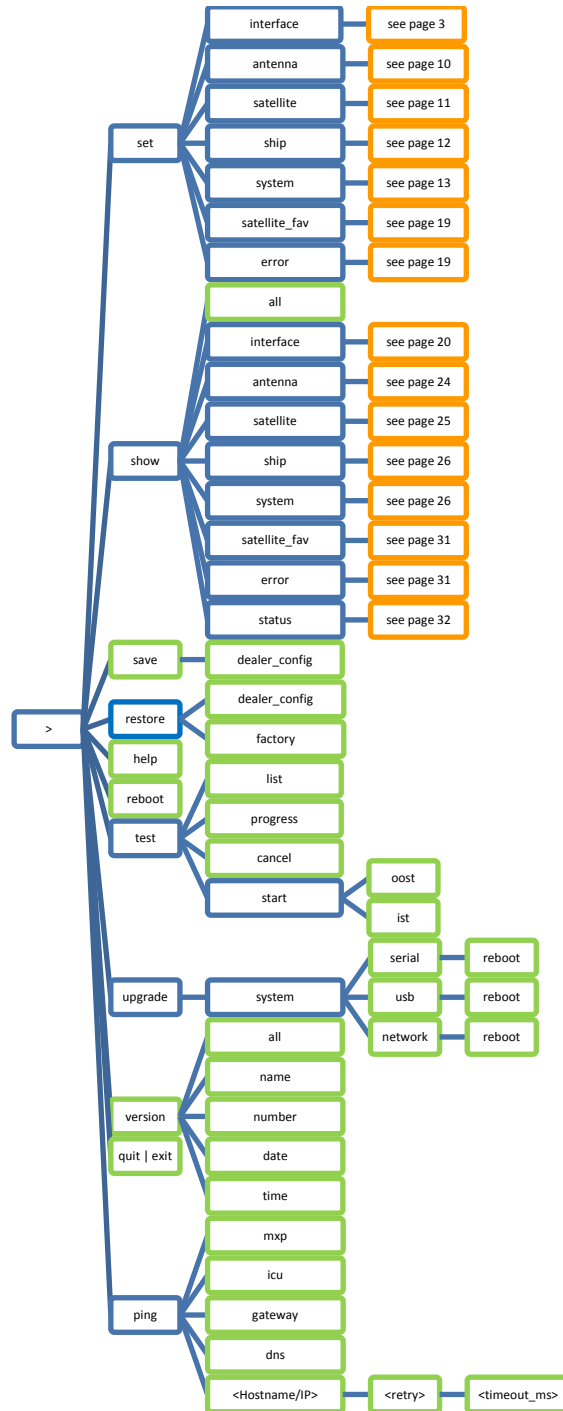 interface
see page 3
antenna
see page 10
satellite
see page 11
set
ship
see page 12
system
see page 13
satellite_fav
see page 19
error
see page 19
all
interface
see page 20
antenna
see page 24
satellite
see page 25
show
ship
see page 26
system
see page 26
satellite_fav
see page 31
error
see page 31
status
see page 32
save
dealer_config
>
restore
dealer_config
factory
help
reboot
list
test
progress
cancel
start
oost
ist
upgrade
system
serial
reboot
usb
reboot
network
reboot
all
name
version
number
quit | exit
date
time
mxp
icu
ping
gateway
dns
<Hostname/IP>
<retry>
<timeout_ms>